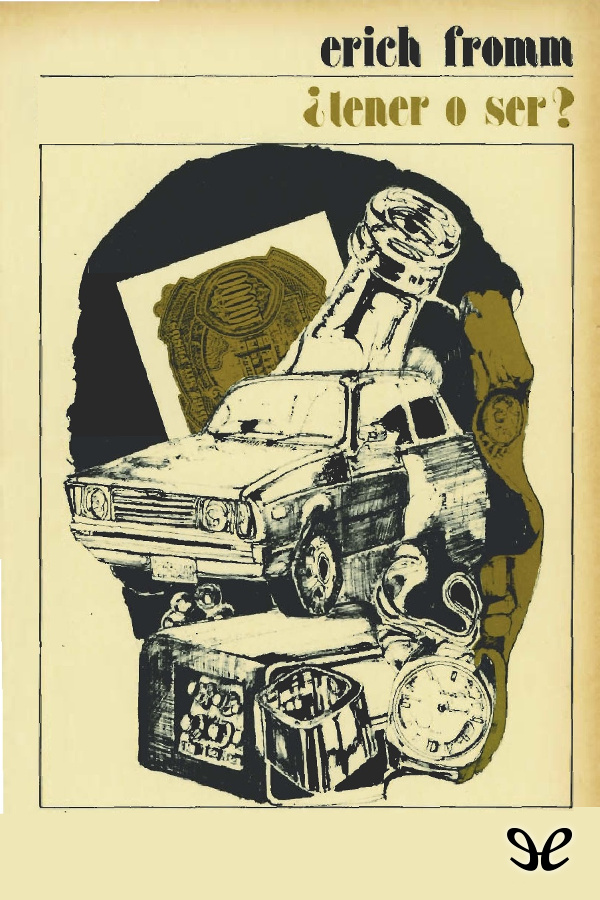 erich fromm
¿tener o ser?